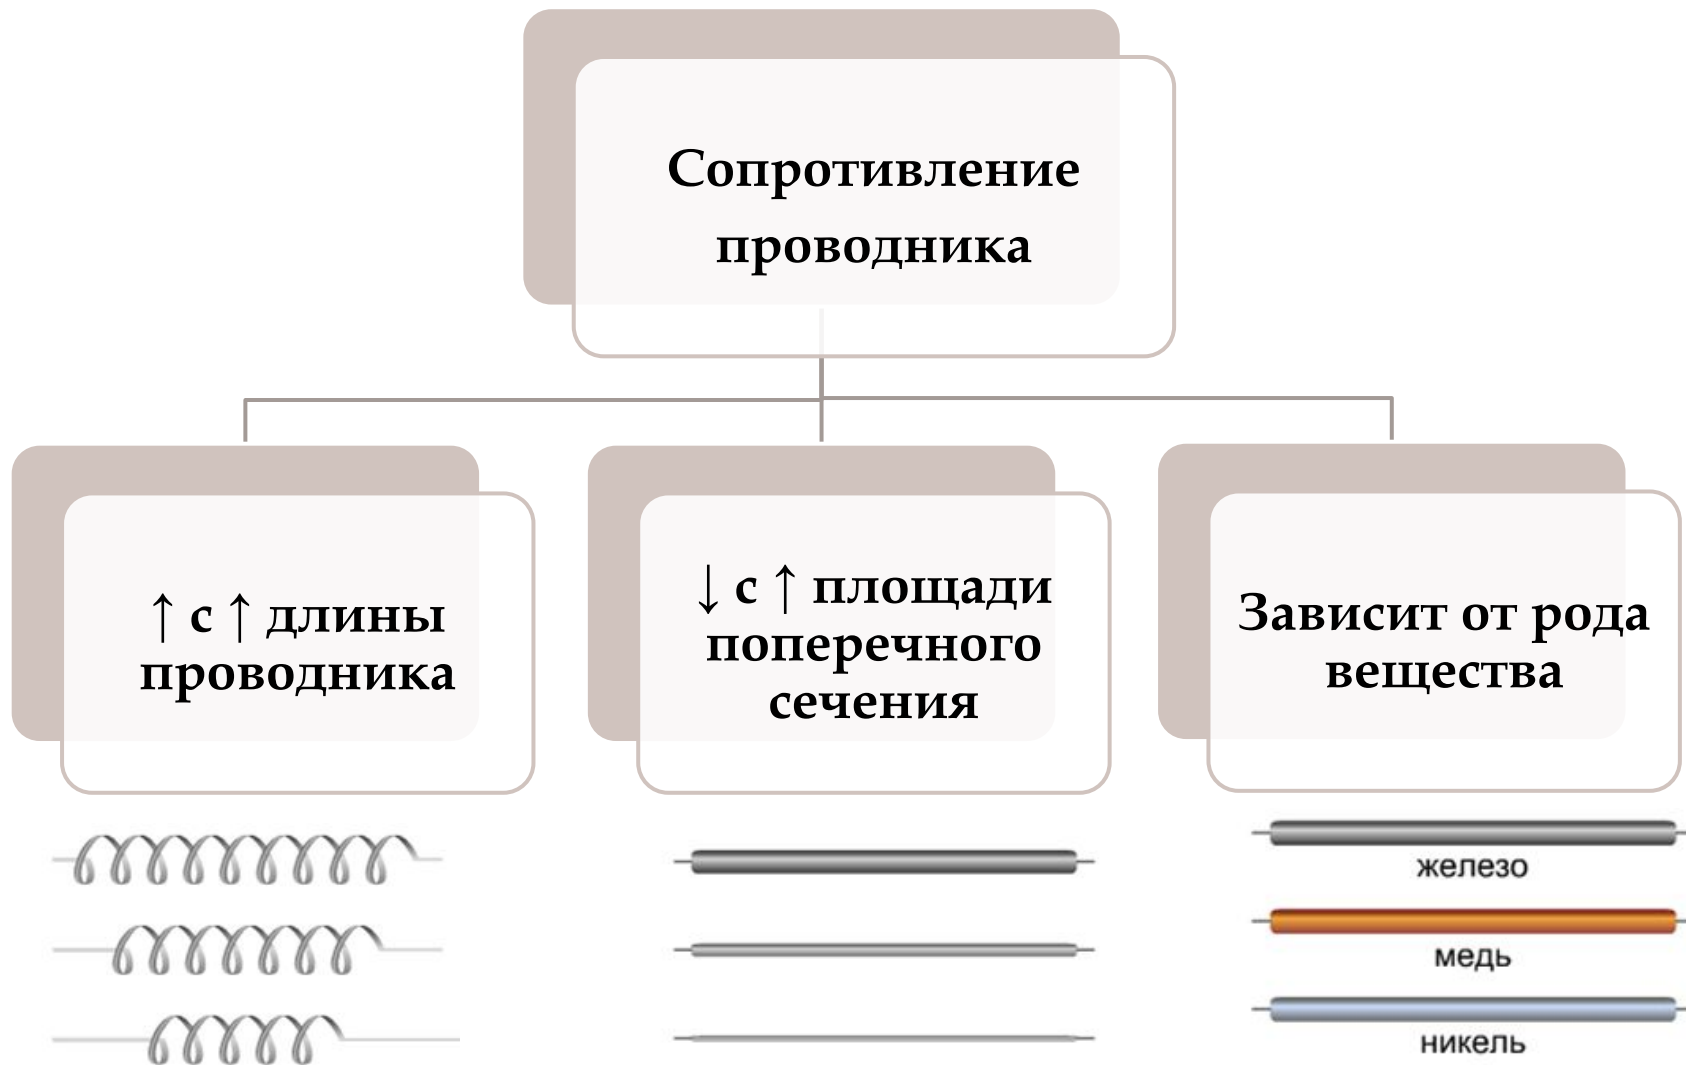 Сопротивление
проводника
↑ с ↑ длины
проводника
↓ с ↑ площади
поперечного
сечения
Зависит от рода
вещества
железо
медь
никель